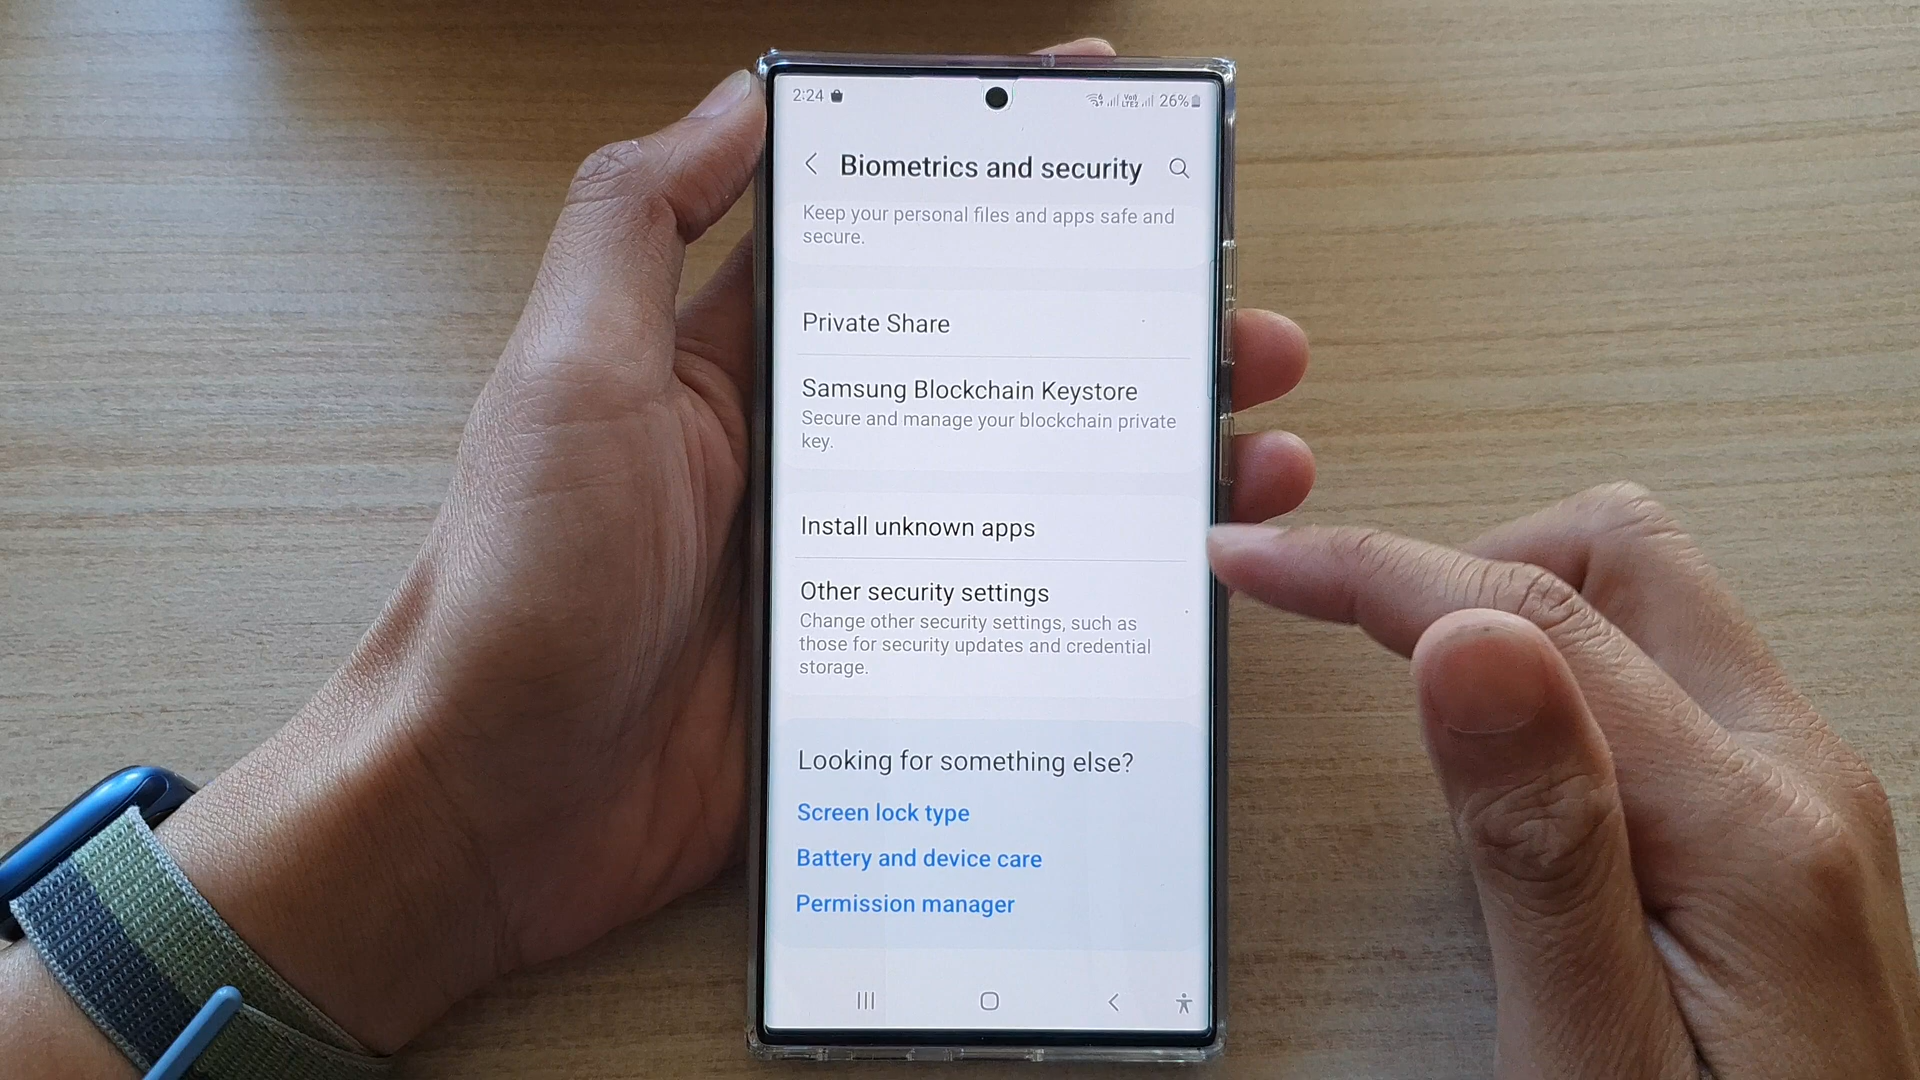 2:24
26%
Biometrics and security
Keep your personal files and apps safe and
secure.
Private Share
Samsung Blockchain Keystore
Secure and manage your blockchain private
key.
Install unknown apps
Other security settings
Change other security settings, such as
those for security updates and credential
storage.
Looking for something else?
Screen lock type
Battery and device care
Permission manager